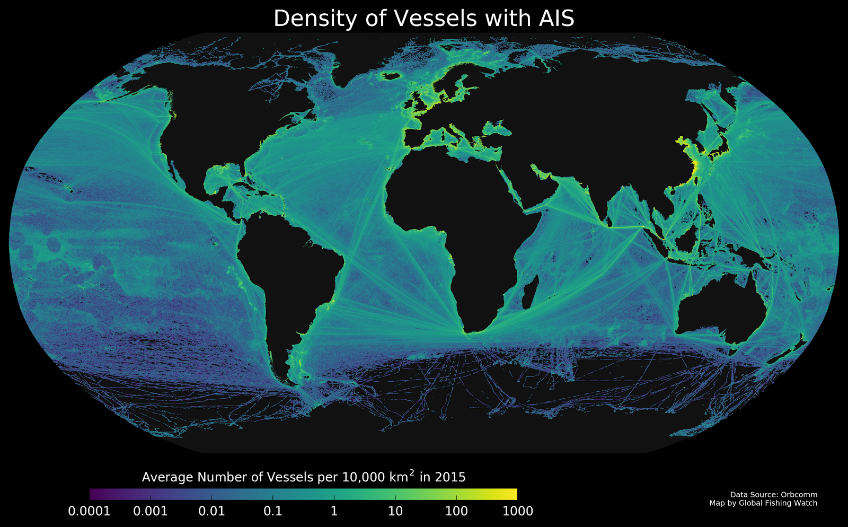 Density of Vessels with AIS
Average Number of Vessels per 10,000 km² in 2015
0.0001 0.001 0.01 0.1 1 10 100 1000
Data Source: Orbcomm
Map by Global Fishing Watch